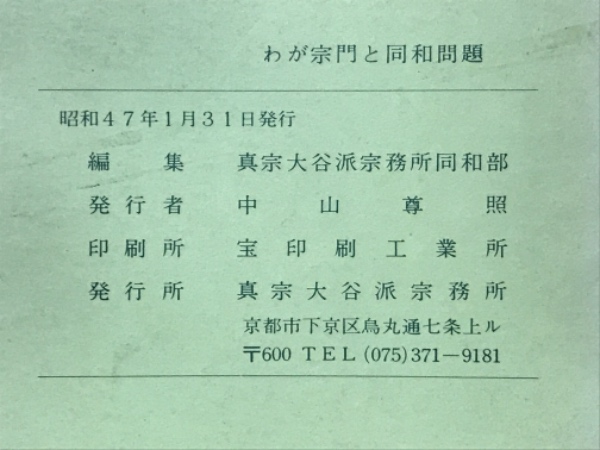 わが宗門と同和問題
昭和４７年１月３１日発行
編集 真宗大谷派宗務所同和部
発行者 中山尊照
印刷所 宝印刷工業所
発行所 真宗大谷派宗務所
京都市下京区烏丸通七条上ル
〒600 ＴＥＬ(075)371－9181